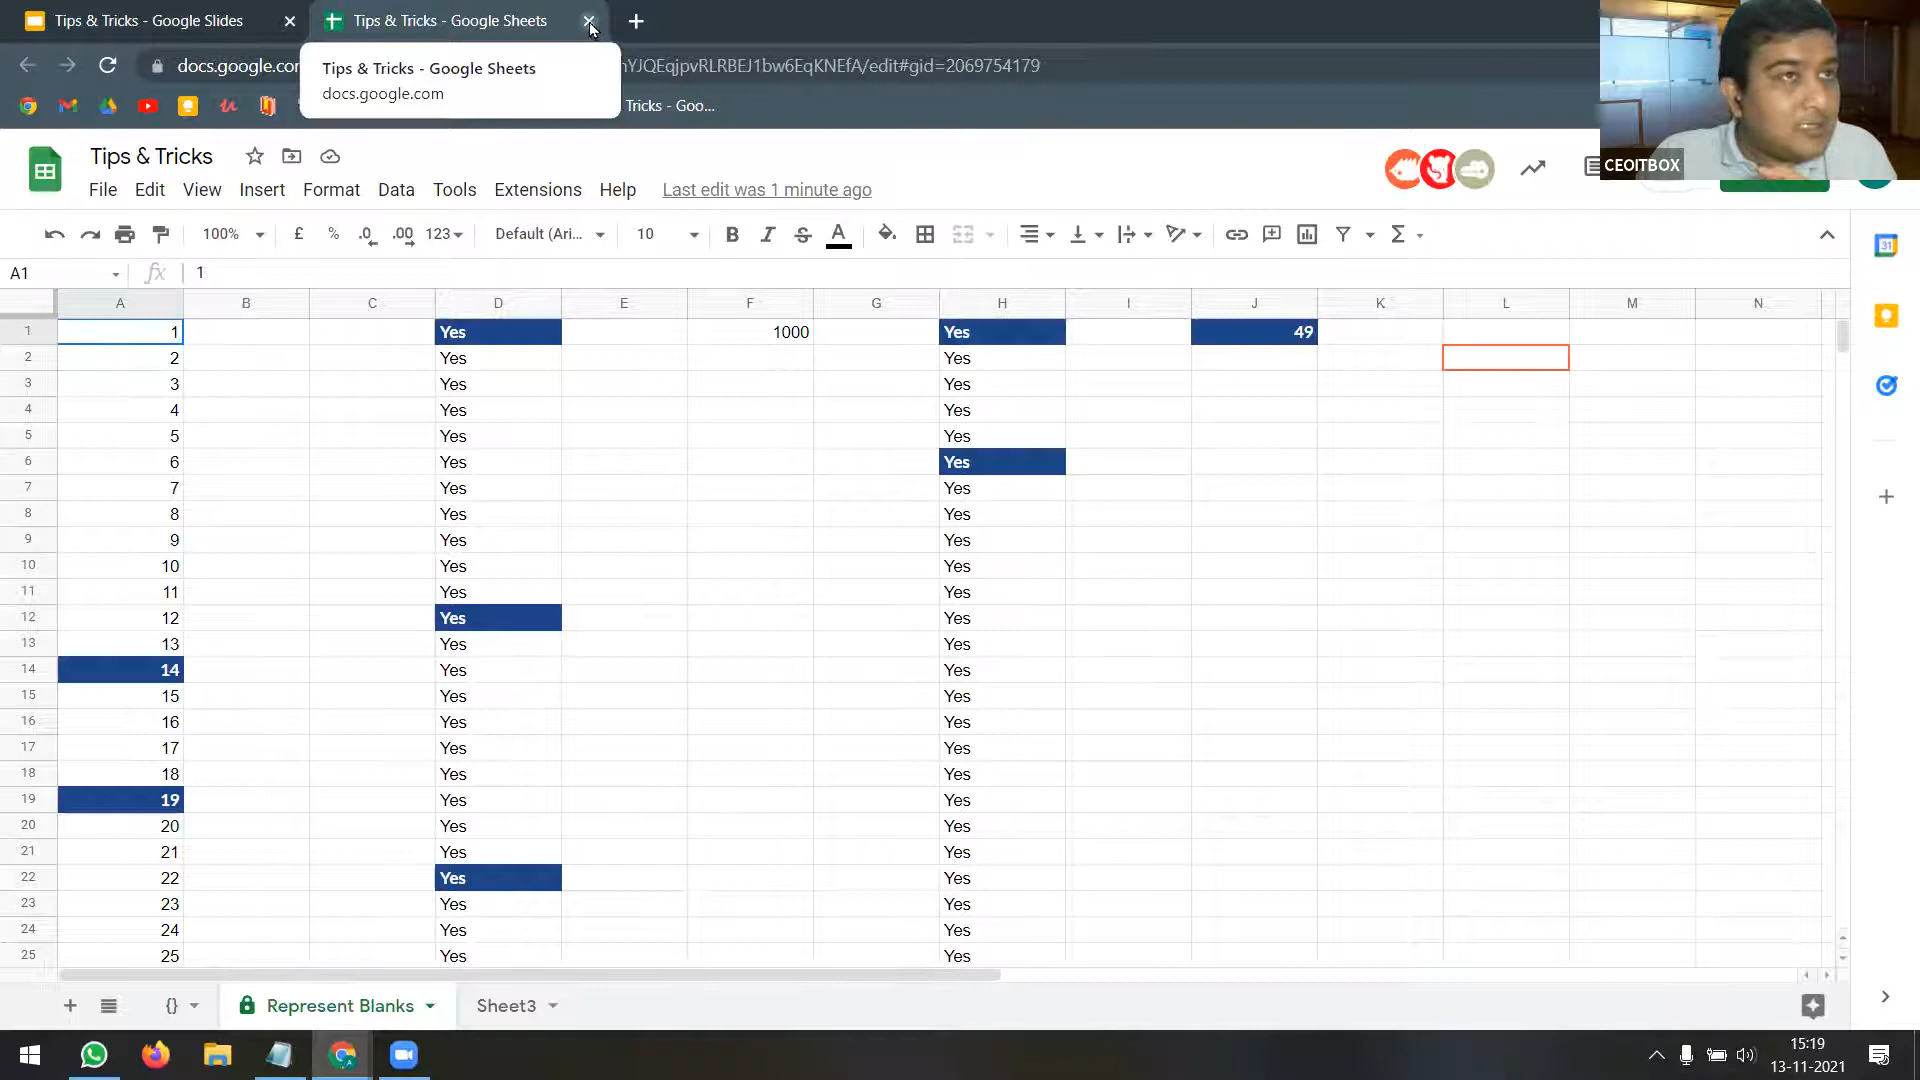 Tips & Tricks - Google Slides
Tips & Tricks - Google Sheets
docs.google.com
Tips & Tricks - Google Sheets
docs.google.com
YJQEqjpvRLRBEJ1bw6EqKNEfA/edit#gid=2069754179
Tricks - Goo...
CEOITBOX
Tips & Tricks
File Edit View Insert Format Data Tools Extensions Help Last edit was 1 minute ago
100% £ % .0 .00 123 Default (Ari... 10 B I S A Σ
A1 fx 1
A B C D E F G H I J K L M N
1 1 Yes 1000 Yes 49
2 2 Yes Yes
3 3 Yes Yes
4 4 Yes Yes
5 5 Yes Yes
6 6 Yes Yes
7 7 Yes Yes
8 8 Yes Yes
9 9 Yes Yes
10 10 Yes Yes
11 11 Yes Yes
12 12 Yes Yes
13 13 Yes Yes
14 14 Yes Yes
15 15 Yes Yes
16 16 Yes Yes
17 17 Yes Yes
18 18 Yes Yes
19 19 Yes Yes
20 20 Yes Yes
21 21 Yes Yes
22 22 Yes Yes
23 23 Yes Yes
24 24 Yes Yes
25 25 Yes Yes
{} Represent Blanks Sheet3
15:19
13-11-2021